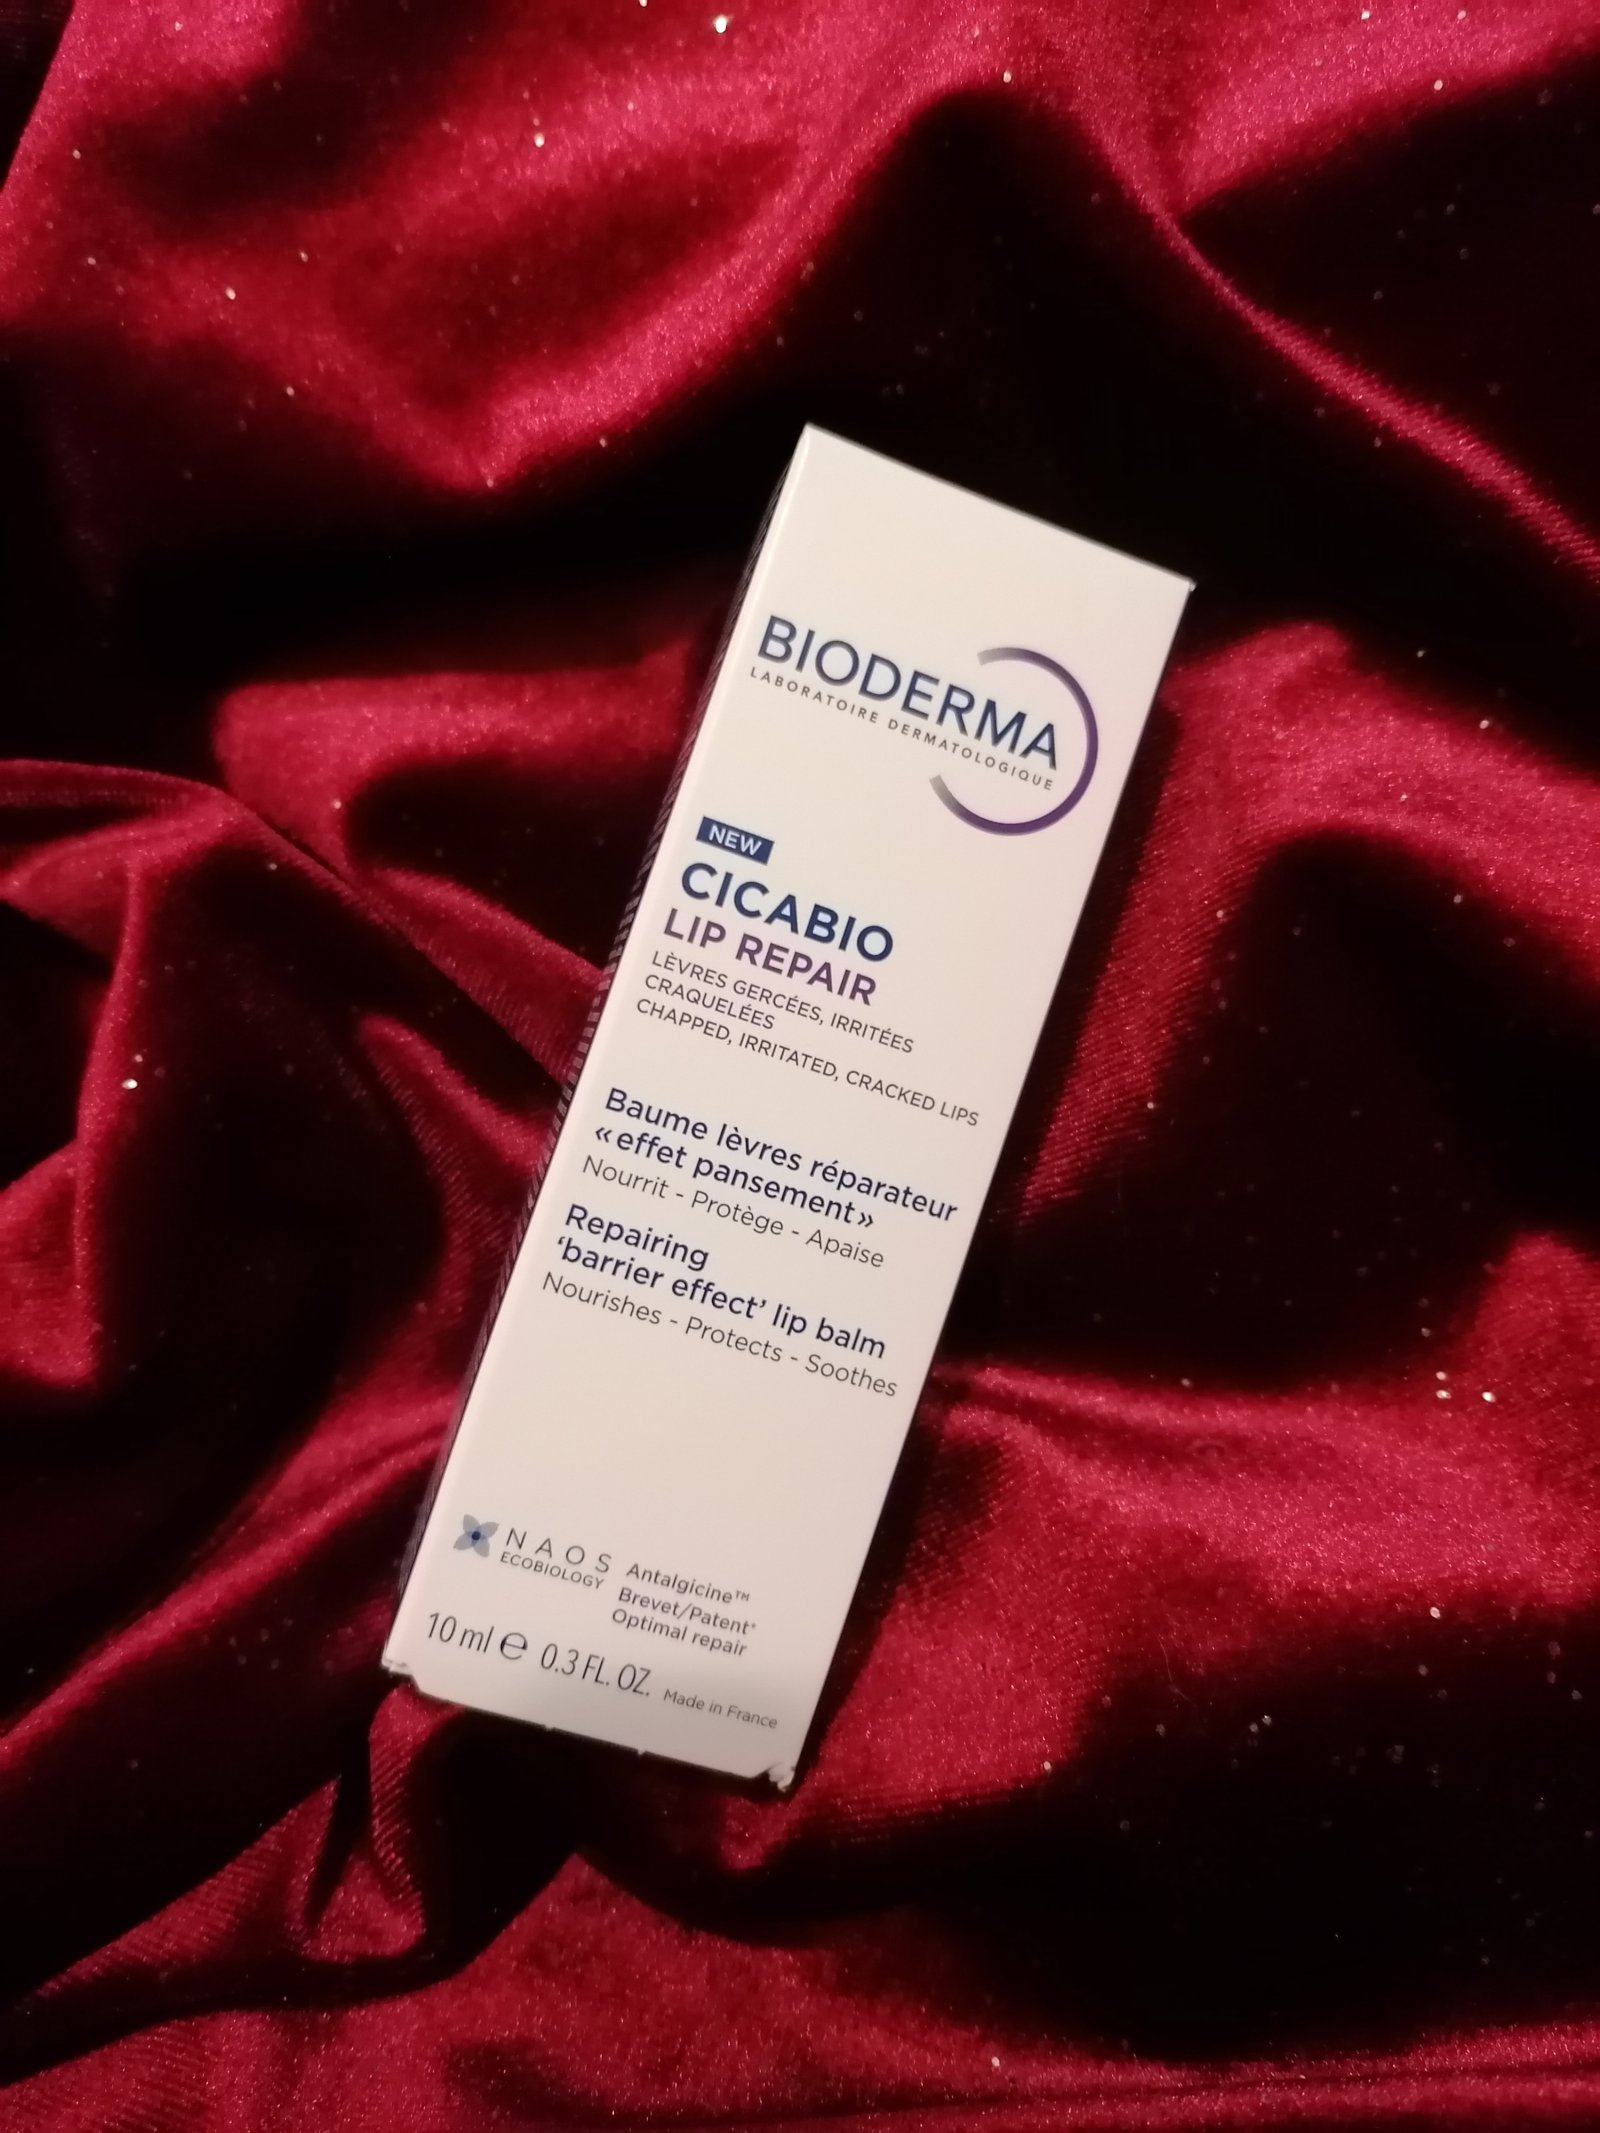 BIODERMA
LABORATOIRE DERMATOLOGIQUE
NEW
CICABIO
LIP REPAIR
LÈVRES GERCÉES, IRRITÉES
CRAQUELÉES
CHAPPED, IRRITATED, CRACKED LIPS
Baume lèvres réparateur
«effet pansement»
Nourrit - Protège - Apaise
Repairing
‘barrier effect’ lip balm
Nourishes - Protects - Soothes
NAOS
ECOBIOLOGY
Antalgicine™
Brevet/Patent*
Optimal repair
10 ml ℮ 0.3 FL. OZ. Made in France